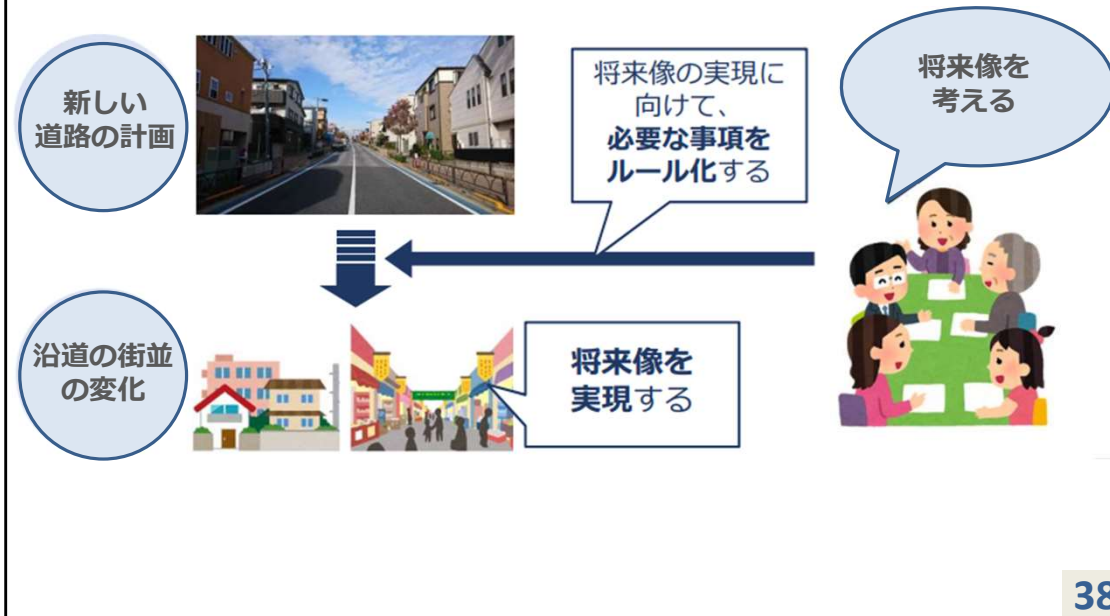 新しい
道路の計画
将来像の実現に
向けて、
必要な事項を
ルール化する
将来像を
考える
沿道の街並
の変化
将来像を
実現する
38